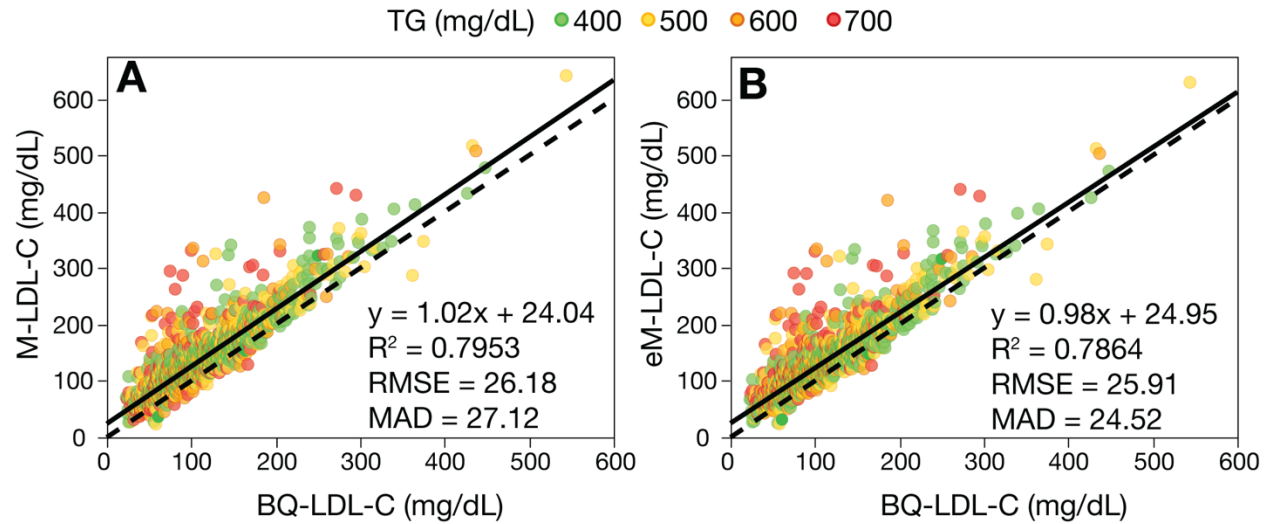 TG (mg/dL) 400 500 600 700
A
M-LDL-C (mg/dL)
600
500
400
300
200
100
0
y = 1.02x + 24.04
R² = 0.7953
RMSE = 26.18
MAD = 27.12
0 100 200 300 400 500 600
BQ-LDL-C (mg/dL)
B
eM-LDL-C (mg/dL)
600
500
400
300
200
100
0
y = 0.98x + 24.95
R² = 0.7864
RMSE = 25.91
MAD = 24.52
0 100 200 300 400 500 600
BQ-LDL-C (mg/dL)